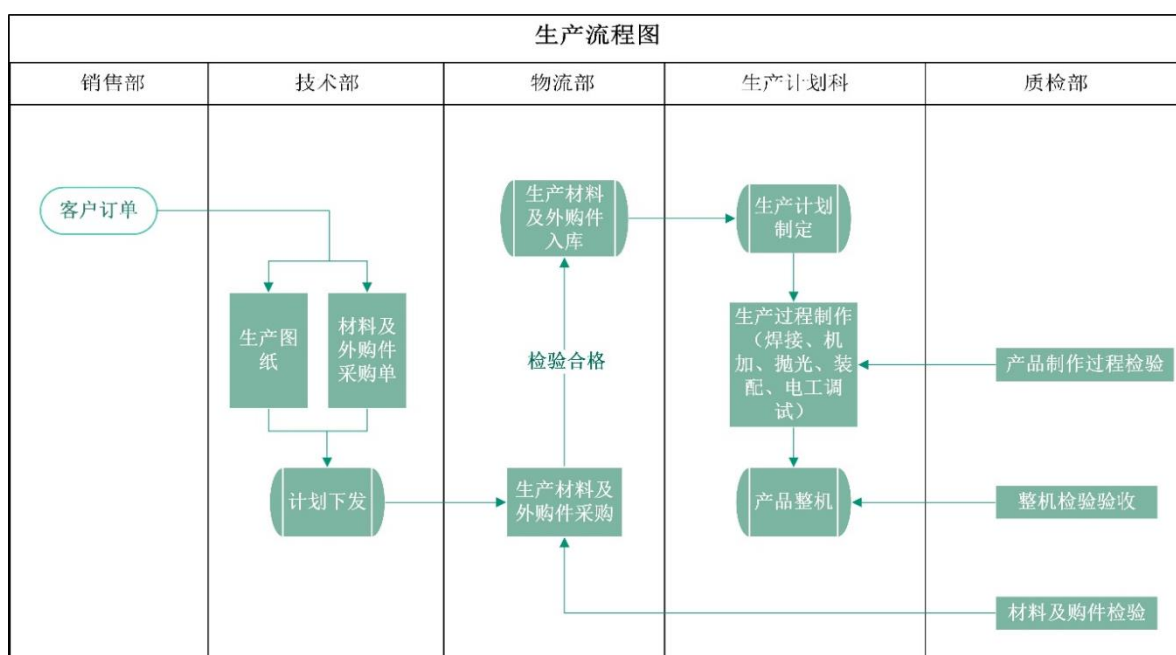 生产流程图
销售部
技术部
物流部
生产计划科
质检部
客户订单
生产图
纸
材料及
外购件
采购单
计划下发
生产材料
及外购件
入库
检验合格
生产材料及
外购件采购
生产计划
制定
生产过程制作
（焊接、机
加、抛光、装
配、电工调
试）
产品整机
产品制作过程检验
整机检验验收
材料及购件检验